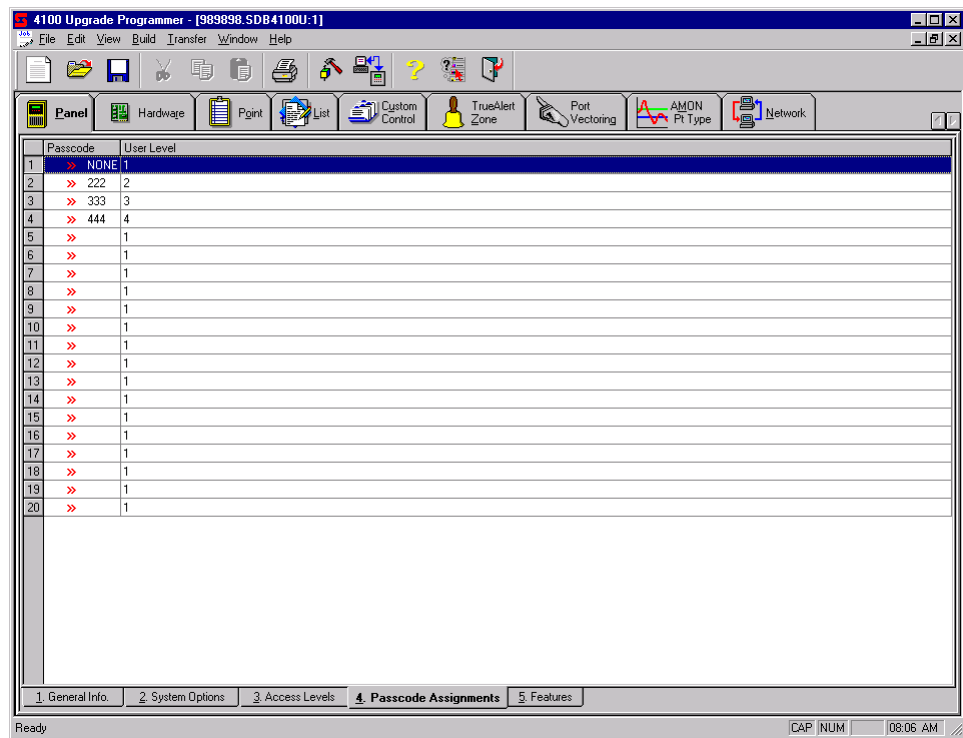 4100 Upgrade Programmer - [989898.SDB4100U:1]
File Edit View Build Transfer Window Help
Panel Hardware Point List Custom Control TrueAlert Zone Port Vectoring AMON Pt Type Network
Passcode User Level
1 » NONE 1
2 » 222 2
3 » 333 3
4 » 444 4
5 » 1
6 » 1
7 » 1
8 » 1
9 » 1
10 » 1
11 » 1
12 » 1
13 » 1
14 » 1
15 » 1
16 » 1
17 » 1
18 » 1
19 » 1
20 » 1
1. General Info. 2. System Options 3. Access Levels 4. Passcode Assignments 5. Features
Ready CAP NUM 08:06 AM